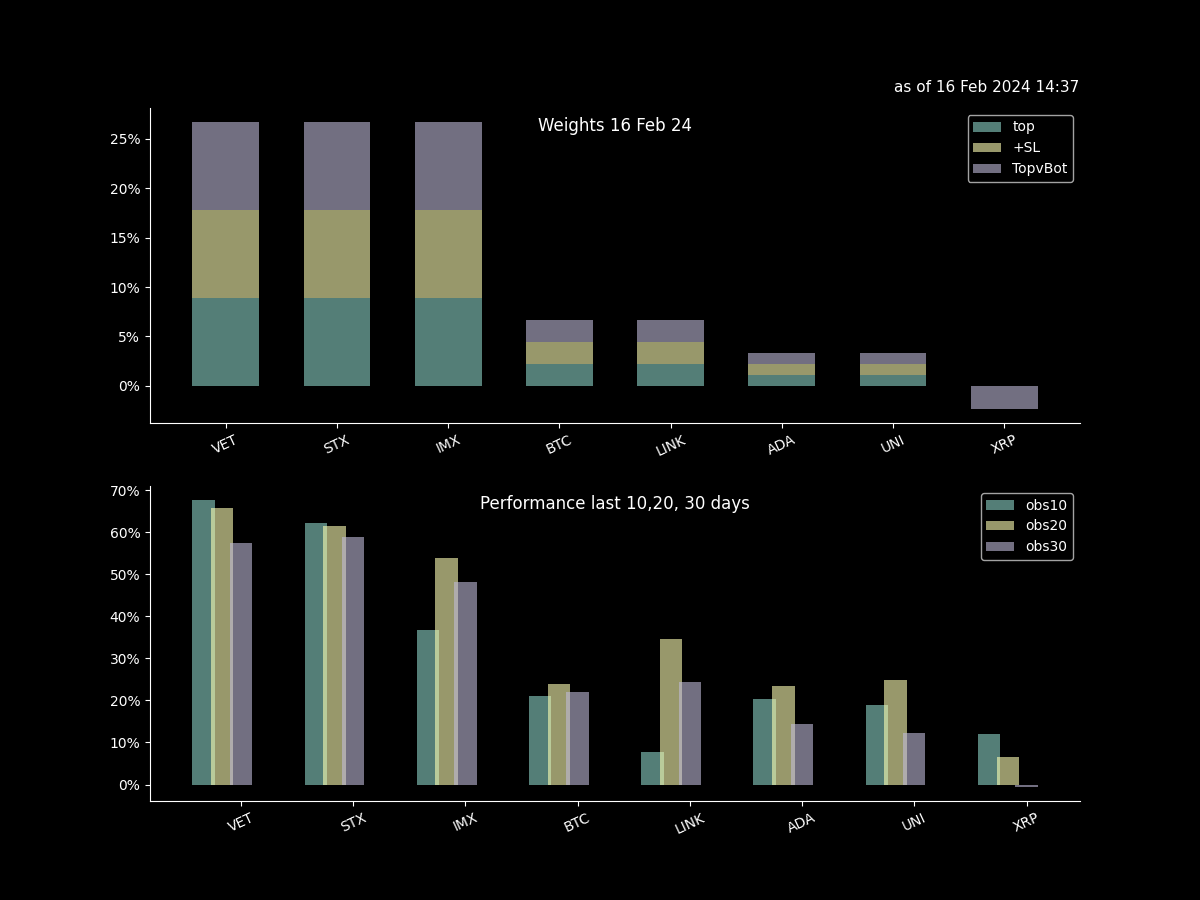 as of 16 Feb 2024 14:37
Weights 16 Feb 24
top
+SL
TopvBot
25%
20%
15%
10%
5%
0%
VET STX IMX BTC LINK ADA UNI XRP
Performance last 10,20, 30 days
obs10
obs20
obs30
70%
60%
50%
40%
30%
20%
10%
0%
VET STX IMX BTC LINK ADA UNI XRP